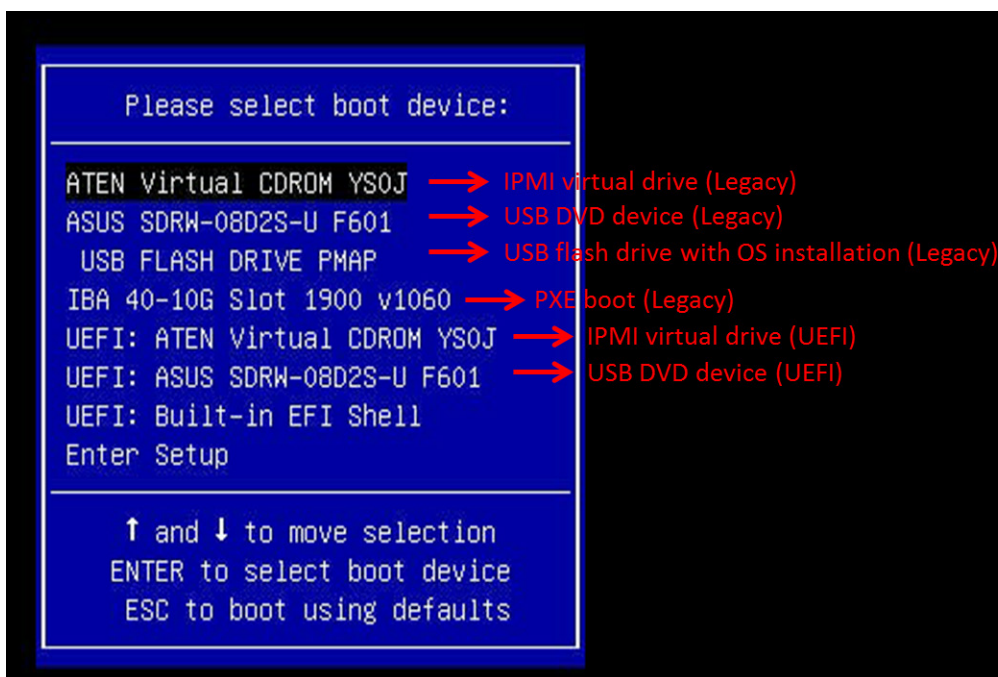 Please select boot device:
ATEN Virtual CDROM YS0J → IPMI virtual drive (Legacy)
ASUS SDRW-08D2S-U F601 → USB DVD device (Legacy)
USB FLASH DRIVE PMAP → USB flash drive with OS installation (Legacy)
IBA 40-10G Slot 1900 v1060 → PXE boot (Legacy)
UEFI: ATEN Virtual CDROM YS0J → IPMI virtual drive (UEFI)
UEFI: ASUS SDRW-08D2S-U F601 → USB DVD device (UEFI)
UEFI: Built-in EFI Shell
Enter Setup
↑ and ↓ to move selection
ENTER to select boot device
ESC to boot using defaults